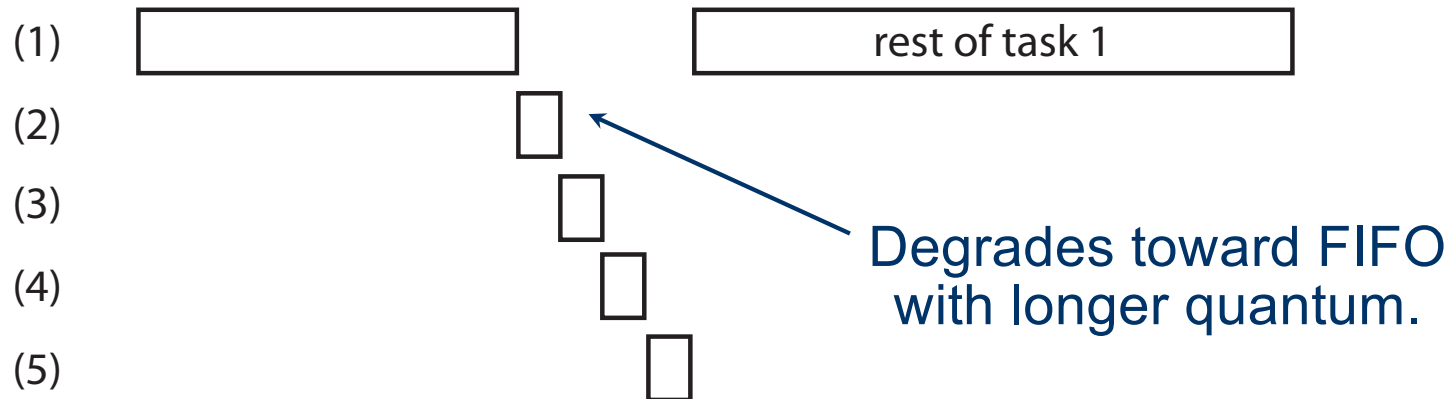 (1)
rest of task 1
(2)
(3)
Degrades toward FIFO
(4)
with longer quantum.
(5)